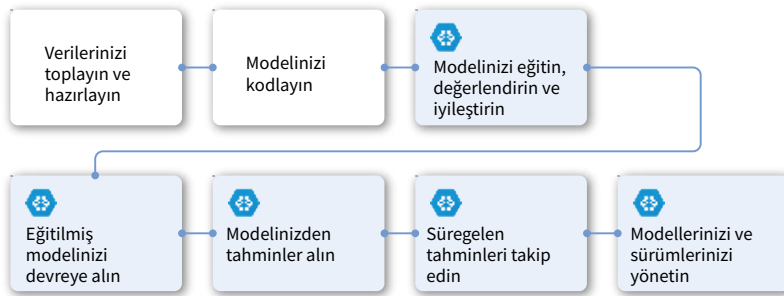 Verilerinizi
toplayın ve
hazırlayın
Modelinizi
kodlayın
Modelinizi eğitin,
değerlendirin ve
iyileştirin
Eğitilmiş
modelinizi
devreye alın
Modelinizden
tahminler alın
Süregelen
tahminleri takip
edin
Modellerinizi ve
sürümlerinizi
yönetin